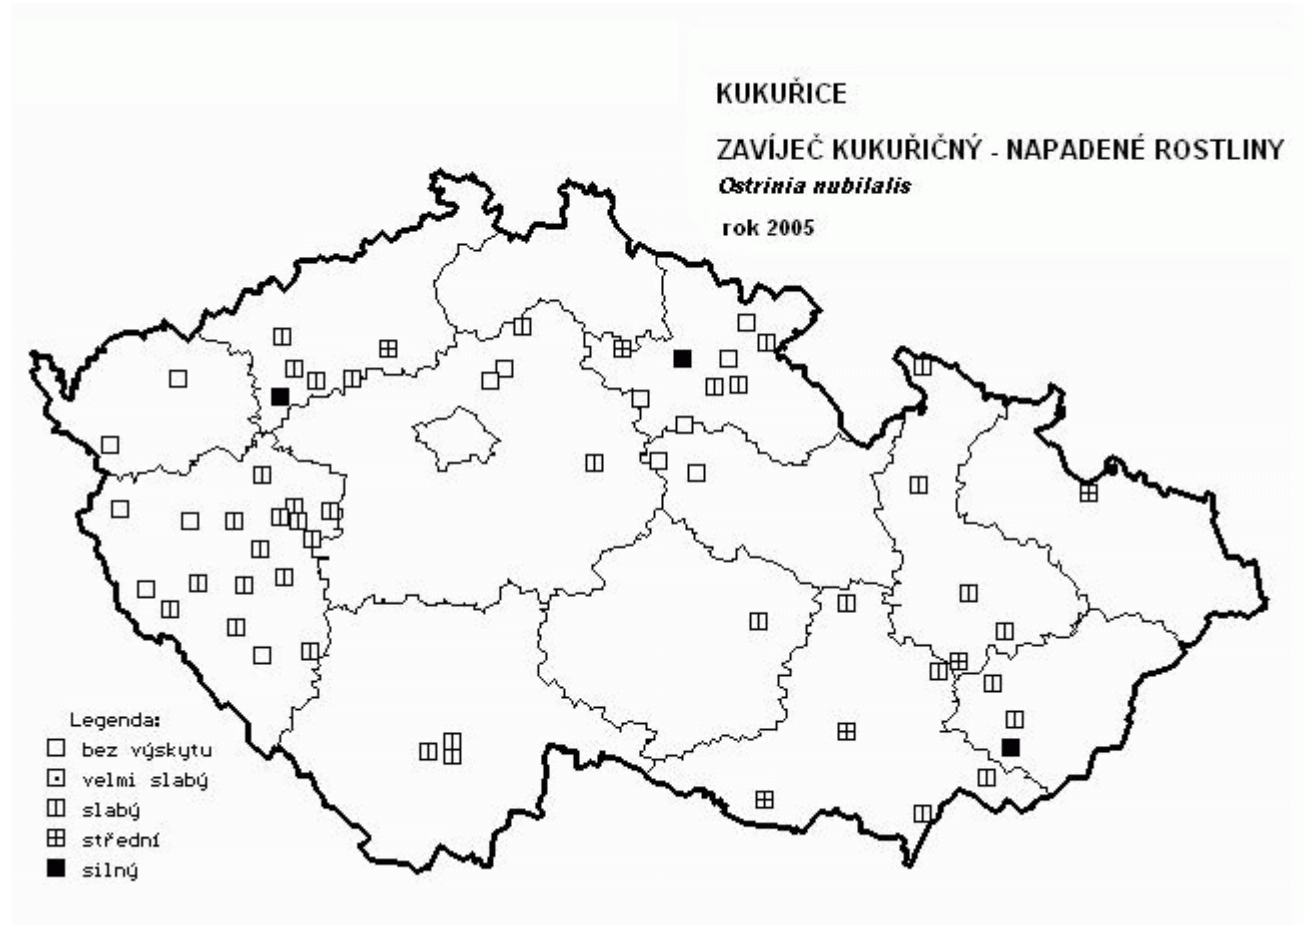 KUKUŘICE
ZAVÍJEČ KUKUŘIČNÝ - NAPADENÉ ROSTLINY
Ostrinia nubilalis
rok 2005
Legenda:
bez výskytu
velmi slabý
slabý
střední
silný